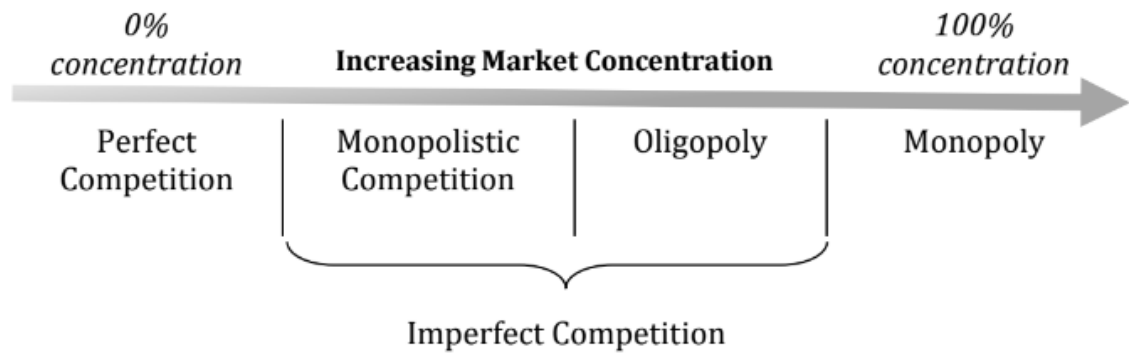 0%
concentration
Increasing Market Concentration
100%
concentration
Perfect
Competition
Monopolistic
Competition
Oligopoly
Monopoly
Imperfect Competition